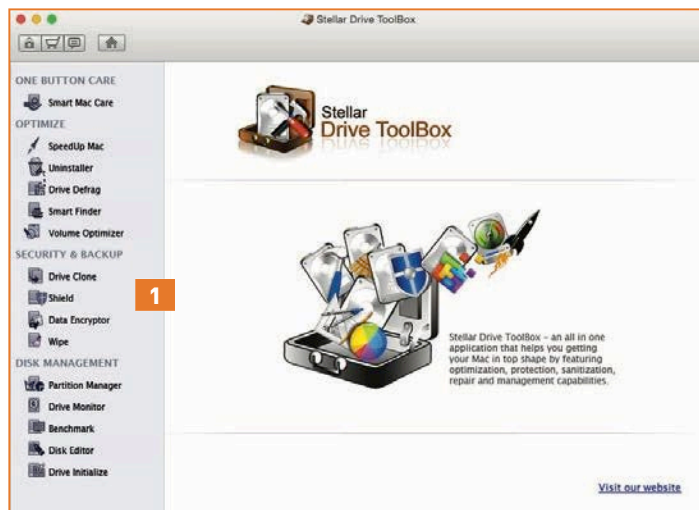 Stellar Drive ToolBox
ONE BUTTON CARE
Smart Mac Care
OPTIMIZE
SpeedUp Mac
Uninstaller
Drive Defrag
Smart Finder
Volume Optimizer
SECURITY & BACKUP
Drive Clone
Shield
Data Encryptor
Wipe
DISK MANAGEMENT
Partition Manager
Drive Monitor
Benchmark
Disk Editor
Drive Initialize
1
Stellar
Drive ToolBox
Stellar Drive ToolBox – an all in one
application that helps you getting
your Mac in top shape by featuring
optimization, protection, sanitization,
repair and management capabilities.
Visit our website